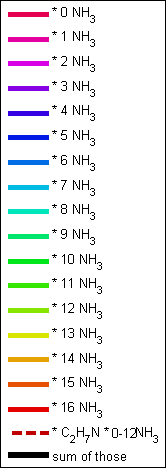 * 0 NH3
* 1 NH3
* 2 NH3
* 3 NH3
* 4 NH3
* 5 NH3
* 6 NH3
* 7 NH3
* 8 NH3
* 9 NH3
* 10 NH3
* 11 NH3
* 12 NH3
* 13 NH3
* 14 NH3
* 15 NH3
* 16 NH3
* C2H7N * 0-12NH3
sum of those